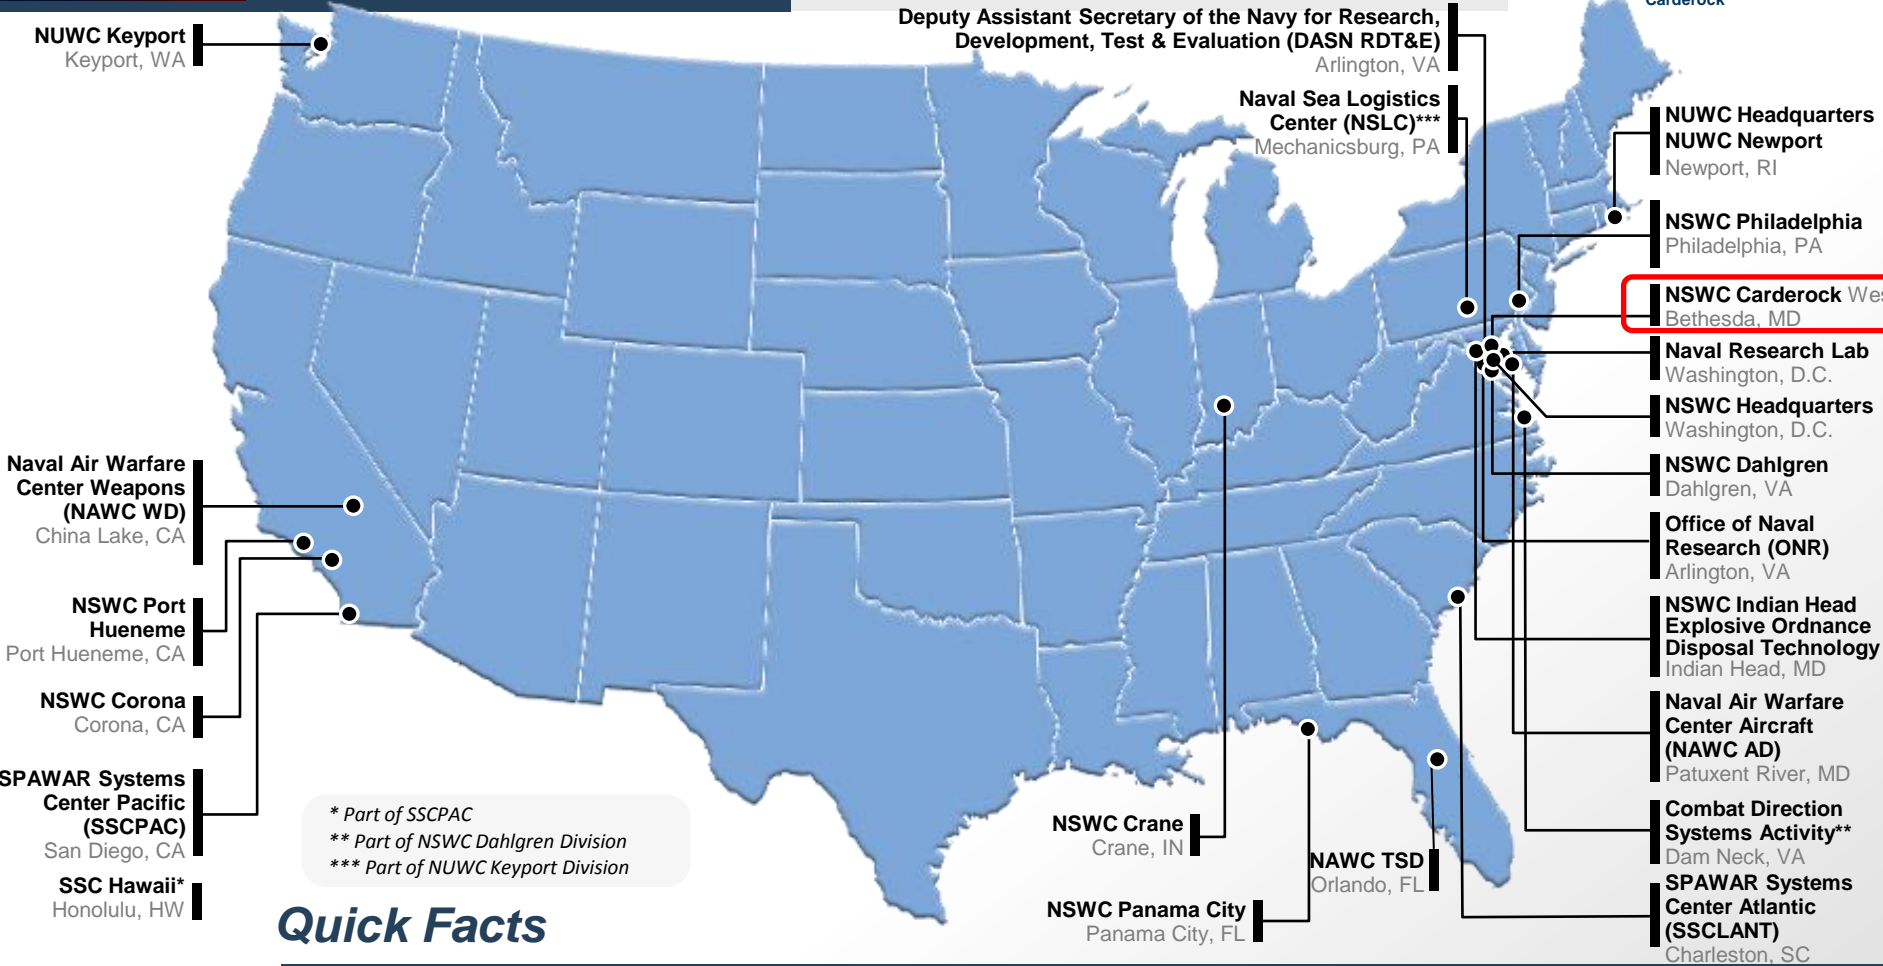 Carderock
NUWC Keyport
Keyport, WA
Deputy Assistant Secretary of the Navy for Research,
Development, Test & Evaluation (DASN RDT&E)
Arlington, VA
Naval Sea Logistics
Center (NSLC)***
Mechanicsburg, PA
NUWC Headquarters
NUWC Newport
Newport, RI
NSWC Philadelphia
Philadelphia, PA
NSWC Carderock Wes
Bethesda, MD
Naval Research Lab
Washington, D.C.
NSWC Headquarters
Washington, D.C.
NSWC Dahlgren
Dahlgren, VA
Office of Naval
Research (ONR)
Arlington, VA
NSWC Indian Head
Explosive Ordnance
Disposal Technology
Indian Head, MD
Naval Air Warfare
Center Aircraft
(NAWC AD)
Patuxent River, MD
Combat Direction
Systems Activity**
Dam Neck, VA
SPAWAR Systems
Center Atlantic
(SSCLANT)
Charleston, SC
Naval Air Warfare
Center Weapons
(NAWC WD)
China Lake, CA
NSWC Port
Hueneme
Port Hueneme, CA
NSWC Corona
Corona, CA
SPAWAR Systems
Center Pacific
(SSCPAC)
San Diego, CA
SSC Hawaii*
Honolulu, HW
* Part of SSCPAC
** Part of NSWC Dahlgren Division
*** Part of NUWC Keyport Division
NSWC Crane
Crane, IN
NAWC TSD
Orlando, FL
NSWC Panama City
Panama City, FL
Quick Facts